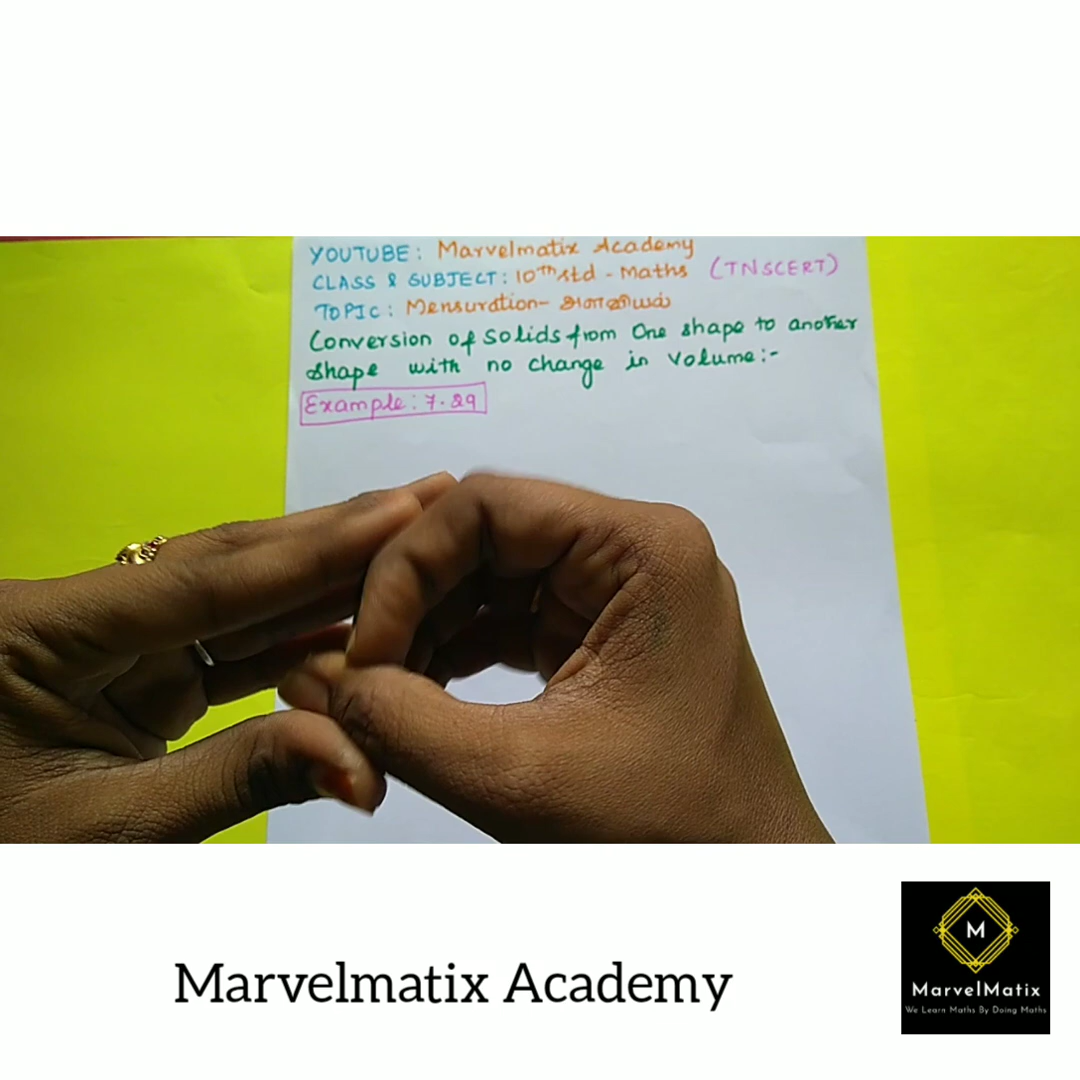 YOUTUBE: Marvelmatix Academy
CLASS & SUBJECT: 10th std - Maths (TNSCERT)
TOPIC: Mensuration- அளவியல்
Conversion of Solids from One shape to another
shape with no change in Volume:-
Example: 7.29
Marvelmatix Academy
M
MarvelMatix
We Learn Maths By Doing Maths